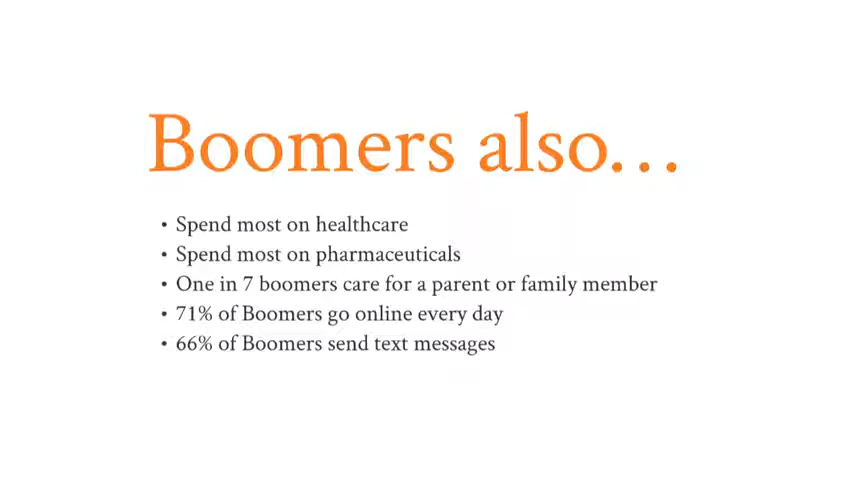 Boomers also...
• Spend most on healthcare
• Spend most on pharmaceuticals
• One in 7 boomers care for a parent or family member
• 71% of Boomers go online every day
• 66% of Boomers send text messages